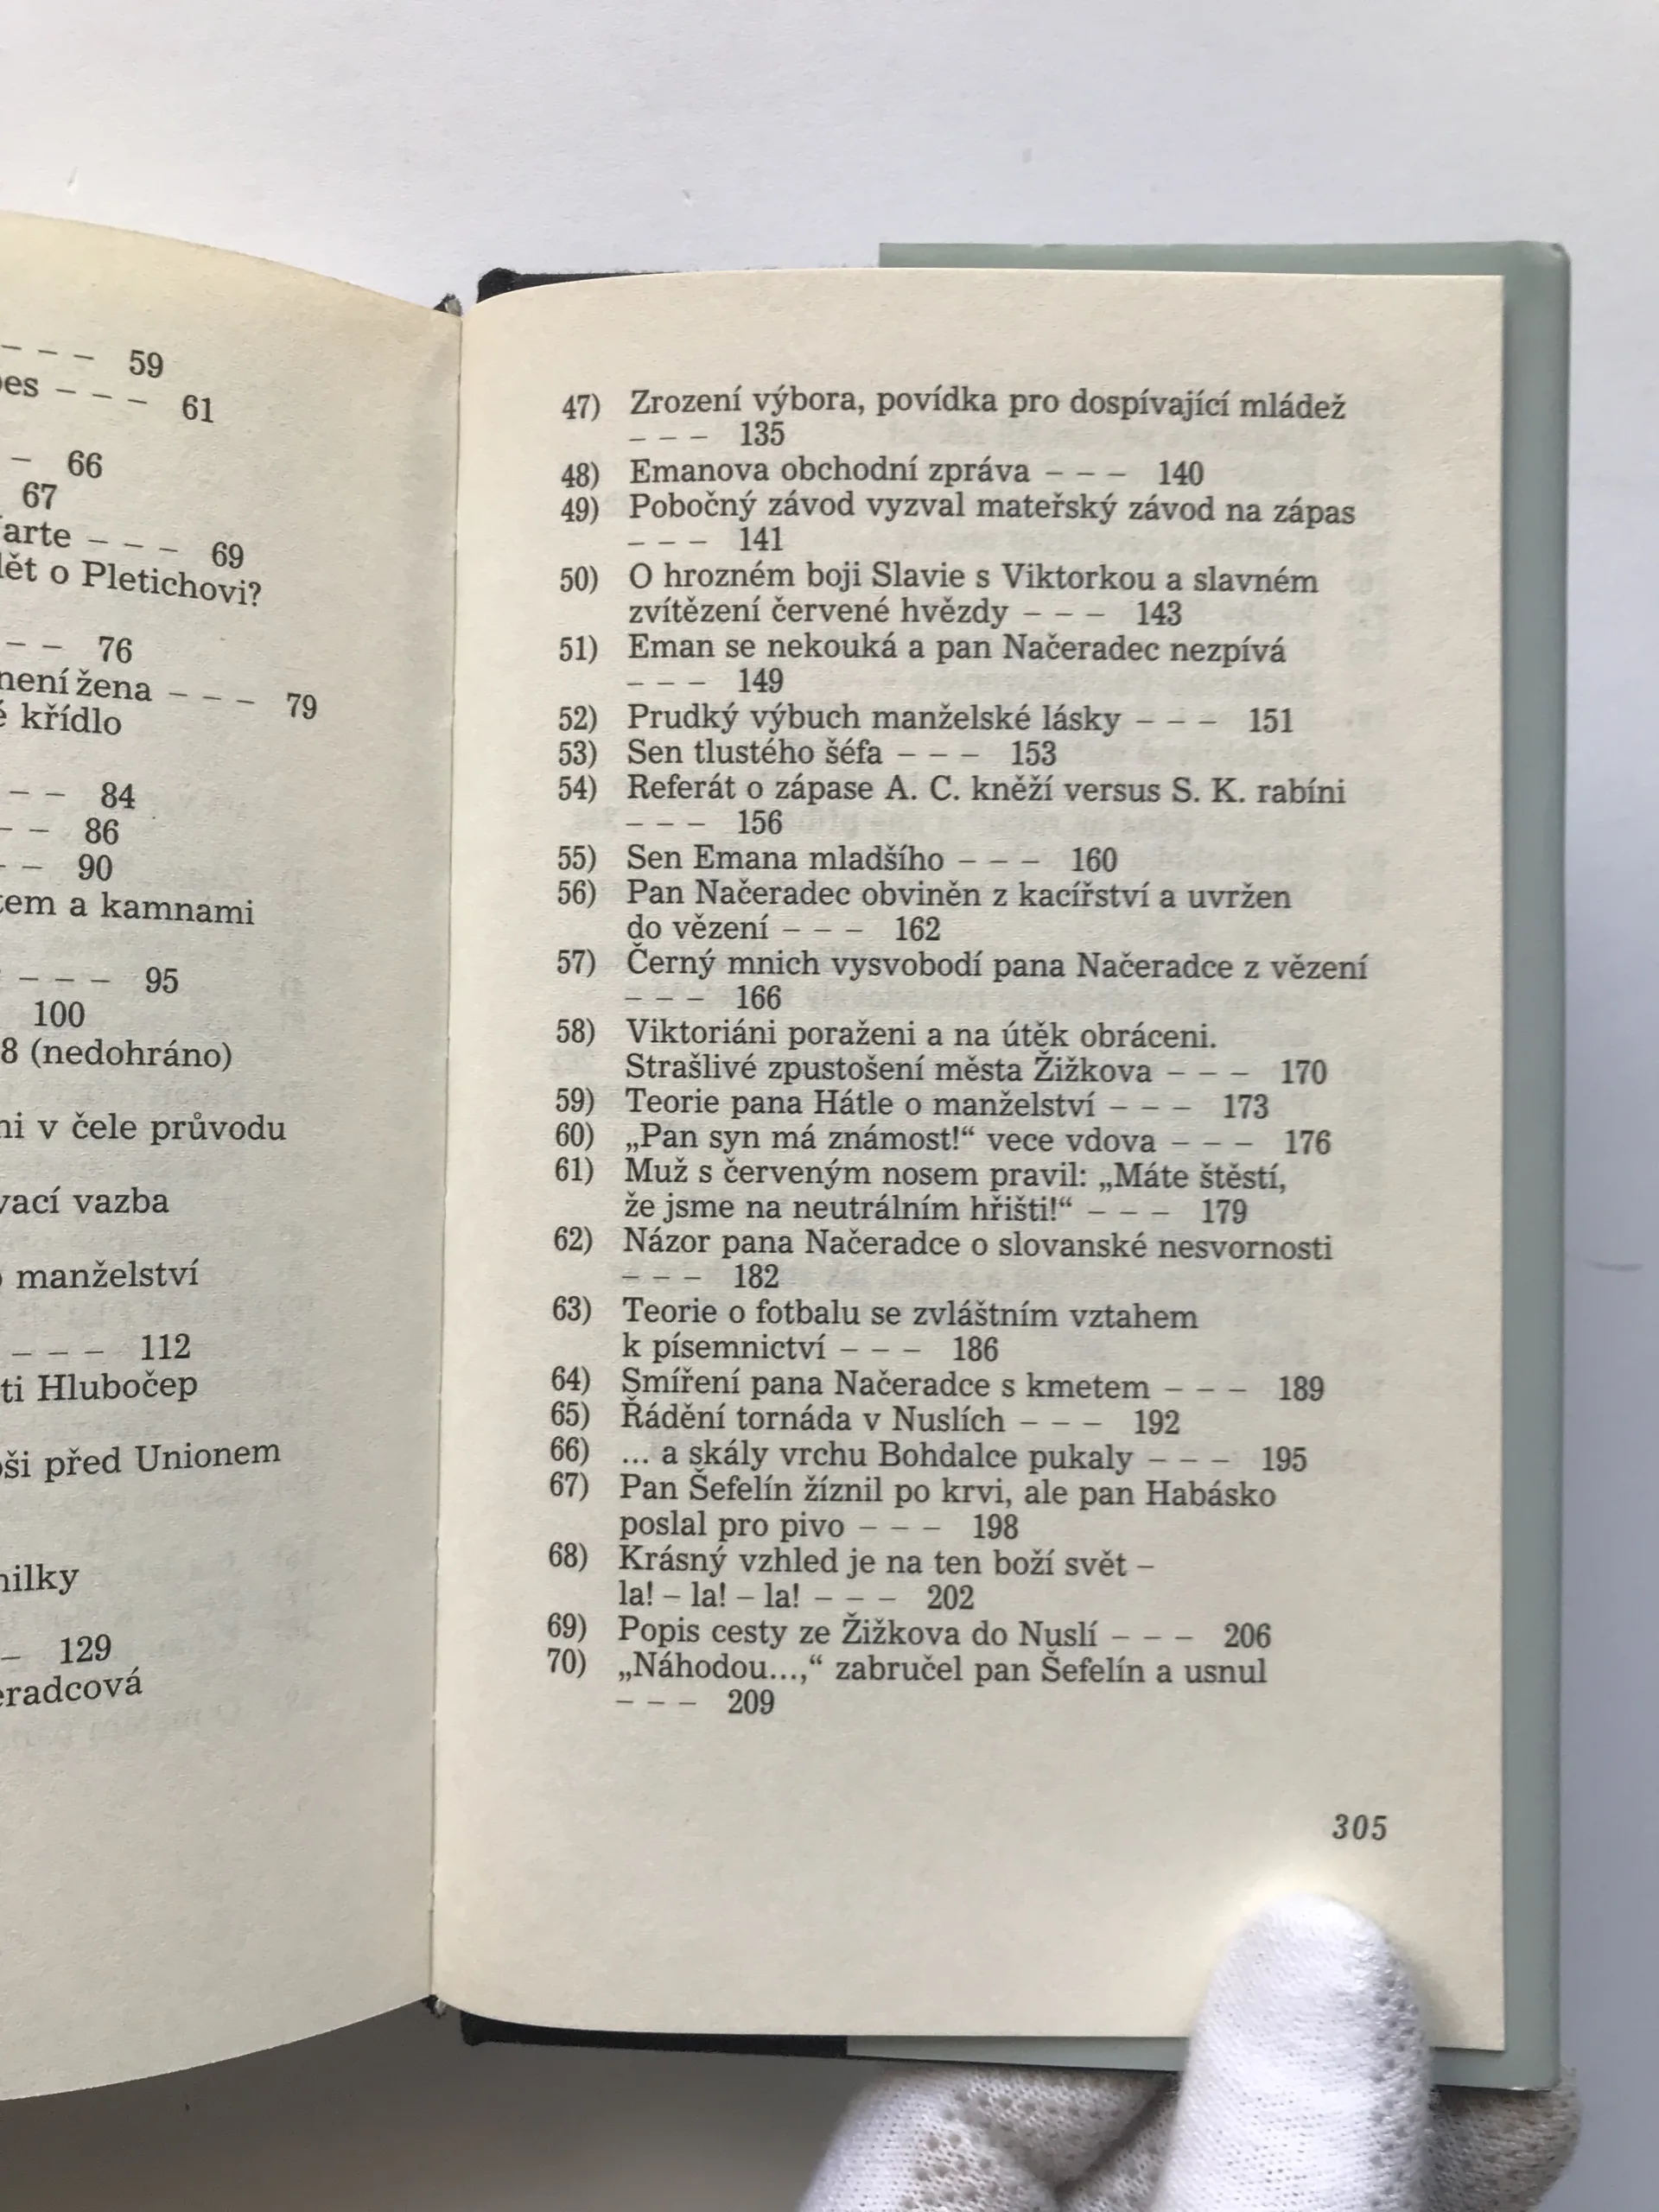 – – – 59
– – – 61
– 66
67
– – – 69
o Pletichovi?
– – 76
není žena – – – 79
křídlo
– – 84
– – 86
– – 90
a kamnami
– – – 95
100
8 (nedohráno)
v čele průvodu
vazba
manželství
– – – 112
Hlubočep
před Unionem
– 129
47) Zrození výbora, povídka pro dospívající mládež
– – – 135
48) Emanova obchodní zpráva – – – 140
49) Pobočný závod vyzval mateřský závod na zápas
– – – 141
50) O hrozném boji Slavie s Viktorkou a slavném
zvítězení červené hvězdy – – – 143
51) Eman se nekouká a pan Načeradec nezpívá
– – – 149
52) Prudký výbuch manželské lásky – – – 151
53) Sen tlustého šéfa – – – 153
54) Referát o zápase A. C. kněží versus S. K. rabíni
– – – 156
55) Sen Emana mladšího – – – 160
56) Pan Načeradec obviněn z kacířství a uvržen
do vězení – – – 162
57) Černý mnich vysvobodí pana Načeradce z vězení
– – – 166
58) Viktoriáni poraženi a na útěk obráceni.
Strašlivé zpustošení města Žižkova – – – 170
59) Teorie pana Hátle o manželství – – – 173
60) „Pan syn má známost!“ vece vdova – – – 176
61) Muž s červeným nosem pravil: „Máte štěstí,
že jsme na neutrálním hřišti!“ – – – 179
62) Názor pana Načeradce o slovanské nesvornosti
– – – 182
63) Teorie o fotbalu se zvláštním vztahem
k písemnictví – – – 186
64) Smíření pana Načeradce s kmetem – – – 189
65) Řádění tornáda v Nuslích – – – 192
66) ... a skály vrchu Bohdalce pukaly – – – 195
67) Pan Šefelín žíznil po krvi, ale pan Habásko
poslal pro pivo – – – 198
68) Krásný vzhled je na ten boží svět –
la! – la! – la! – – – 202
69) Popis cesty ze Žižkova do Nuslí – – – 206
70) „Náhodou...,“ zabručel pan Šefelín a usnul
– – – 209
305